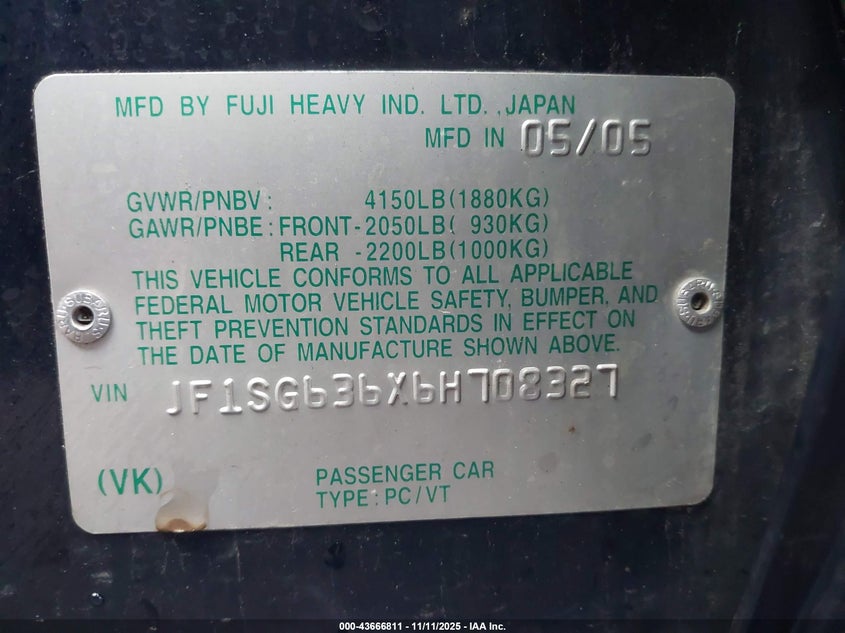 MFD BY FUJI HEAVY IND. LTD., JAPAN
MFD IN 05/05
GVWR/PNBV: 4150LB(1880KG)
GAWR/PNBE: FRONT-2050LB( 930KG)
REAR -2200LB(1000KG)
THIS VEHICLE CONFORMS TO ALL APPLICABLE
FEDERAL MOTOR VEHICLE SAFETY, BUMPER, AND
THEFT PREVENTION STANDARDS IN EFFECT ON
THE DATE OF MANUFACTURE SHOWN ABOVE.
VIN JF1SG636X6H708327
(VK)
PASSENGER CAR
TYPE: PC/VT
000-43666811 - 11/11/2025 - IAA Inc.